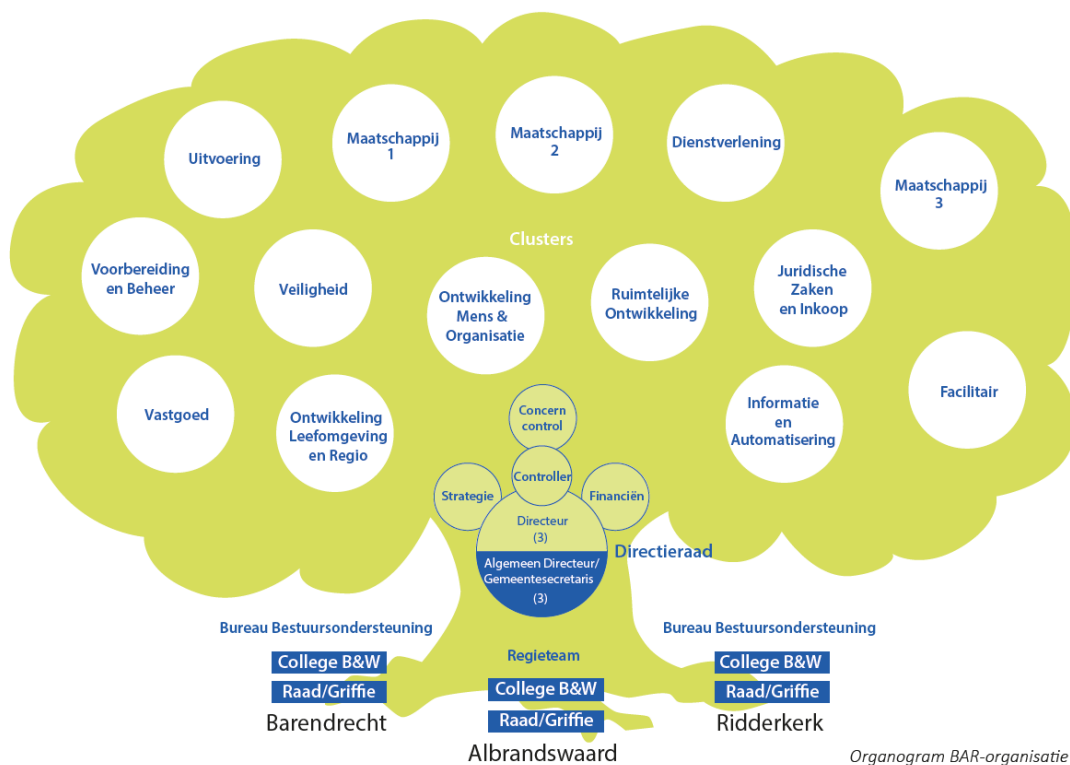 Uitvoering
Maatschappij
1
Maatschappij
2
Dienstverlening
Maatschappij
3
Clusters
Voorbereiding
en Beheer
Veiligheid
Ontwikkeling
Mens &
Organisatie
Ruimtelijke
Ontwikkeling
Juridische
Zaken
en Inkoop
Vastgoed
Ontwikkeling
Leefomgeving
en Regio
Informatie
en
Automatisering
Facilitair
Concern
control
Controller
Strategie
Financiën
Directeur
(3)
Directieraad
Algemeen Directeur/
Gemeentesecretaris
(3)
Bureau Bestuursondersteuning
College B&W
Raad/Griffie
Barendrecht
Regieteam
College B&W
Raad/Griffie
Albrandswaard
Bureau Bestuursondersteuning
College B&W
Raad/Griffie
Ridderkerk
Organogram BAR-organisatie